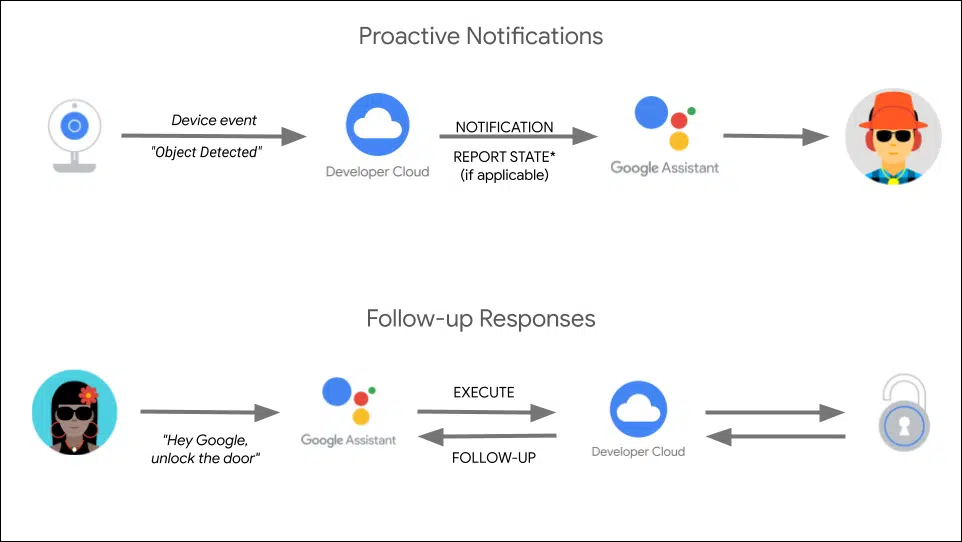 Proactive Notifications
Device event
"Object Detected"
Developer Cloud
NOTIFICATION
REPORT STATE*
(if applicable)
Google Assistant
Follow-up Responses
"Hey Google,
unlock the door"
Google Assistant
EXECUTE
FOLLOW-UP
Developer Cloud